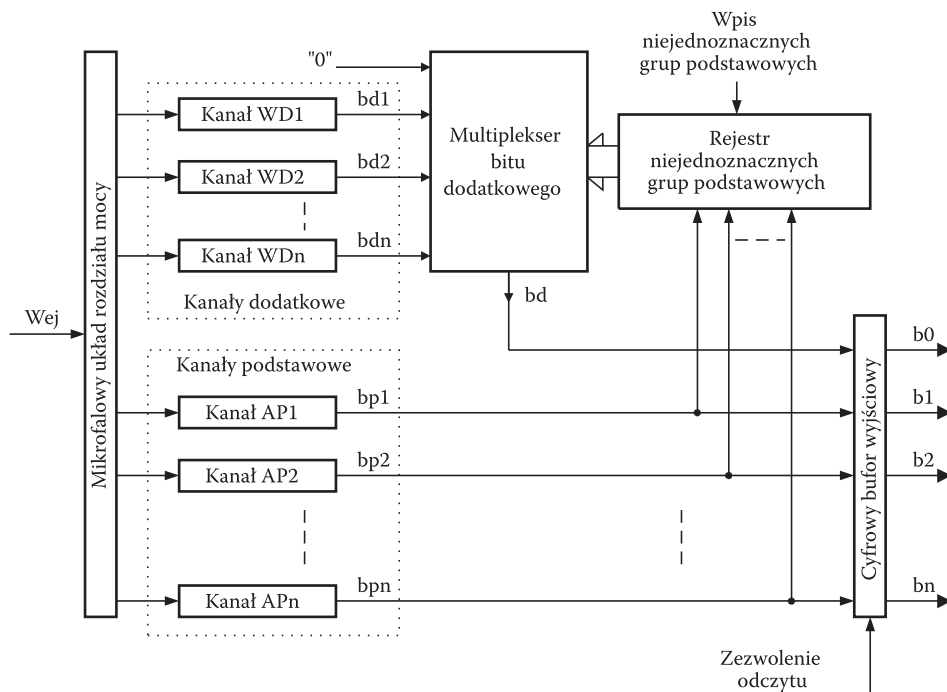 Wpis
niejednoznacznych
grup podstawowych
"0"
Kanał WD1
bd1
Kanał WD2
bd2
Kanał WDn
bdn
Kanały dodatkowe
Multiplekser
bitu
dodatkowego
Rejestr
niejednoznacznych
grup podstawowych
bd
Wej
Mikrofalowy układ rozdziału mocy
Kanały podstawowe
Kanał AP1
bp1
Kanał AP2
bp2
Kanał APn
bpn
Cyfrowy bufor wyjściowy
b0
b1
b2
bn
Zezwolenie
odczytu